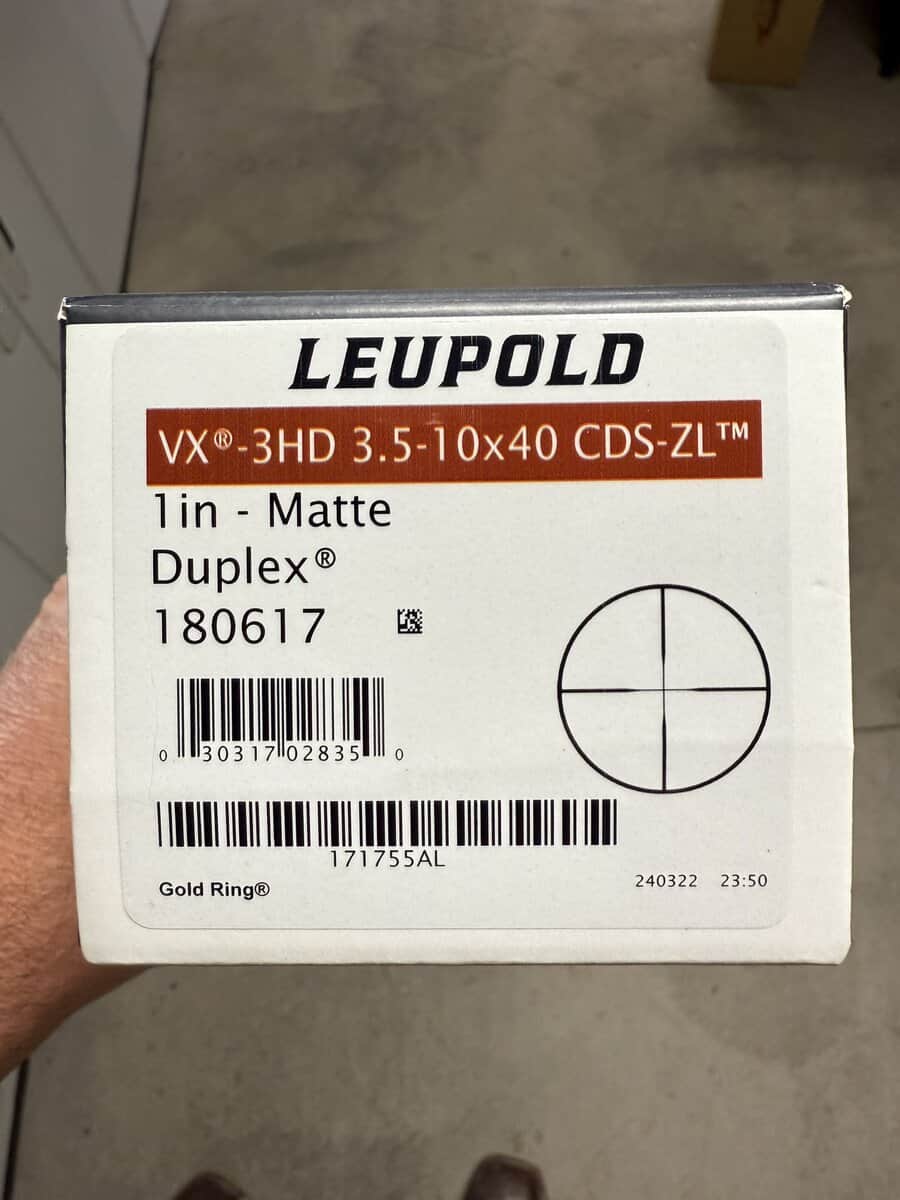 LEUPOLD
VX®-3HD 3.5-10x40 CDS-ZL™
1in - Matte
Duplex®
180617
0 30317 02835 0
171755AL
Gold Ring®
240322 23:50